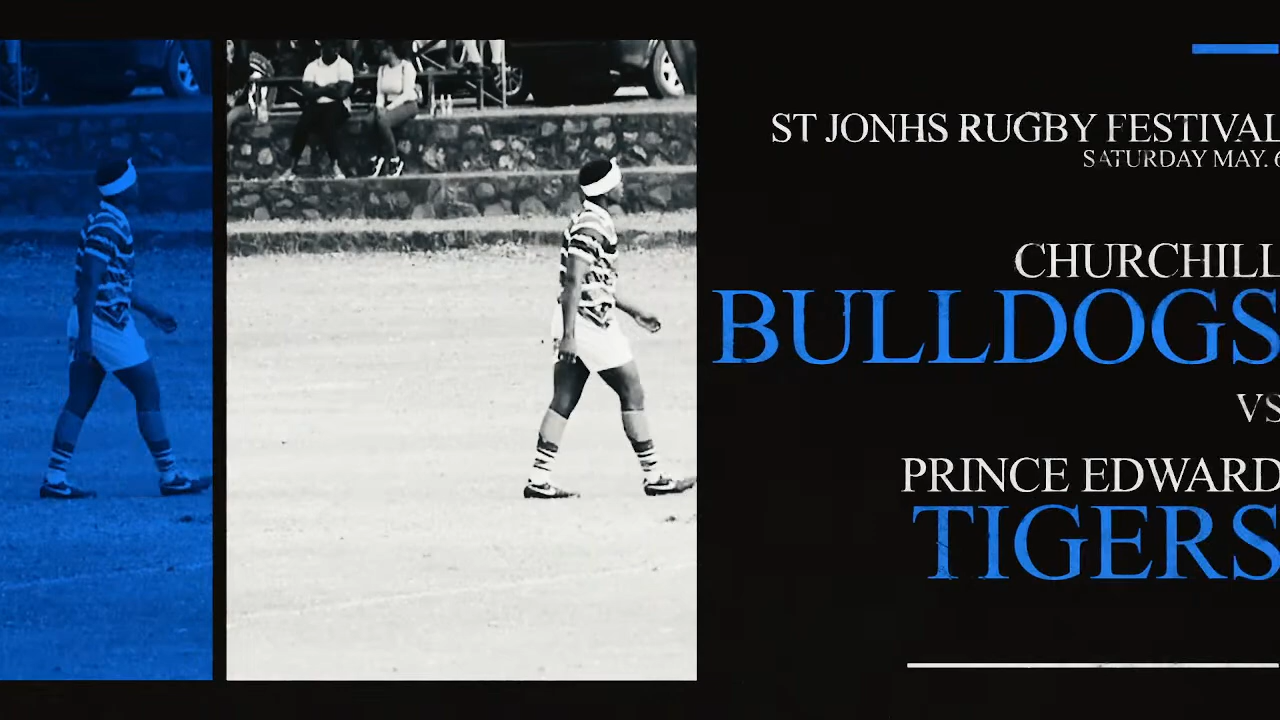 ST JONHS RUGBY FESTIVAL
SATURDAY MAY. 6
CHURCHILL
BULLDOGS
VS
PRINCE EDWARD
TIGERS